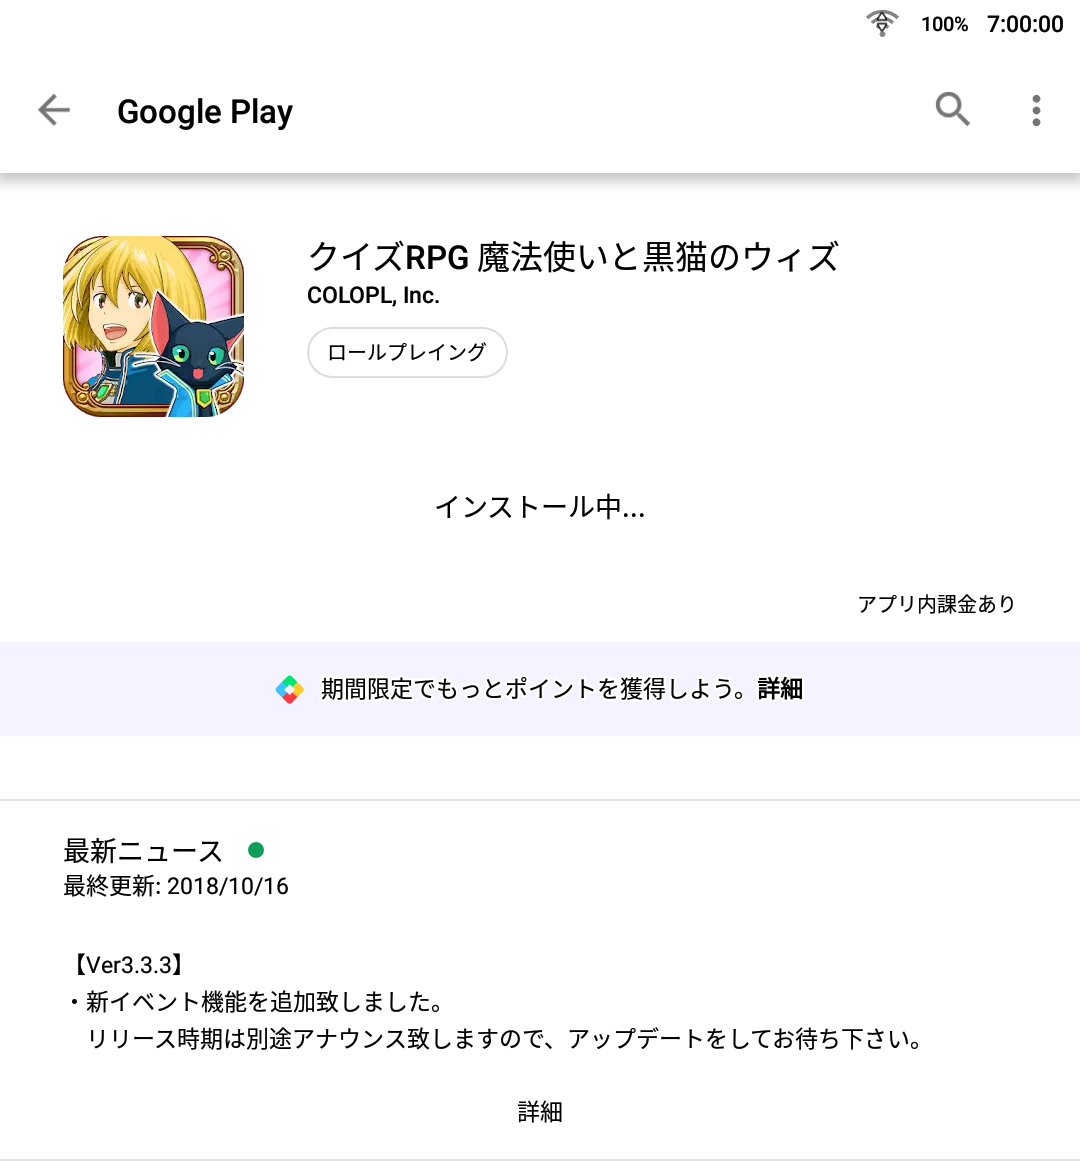 100% 7:00:00
Google Play
クイズRPG 魔法使いと黒猫のウィズ
COLOPL, Inc.
ロールプレイング
インストール中...
アプリ内課金あり
期間限定でもっとポイントを獲得しよう。詳細
最新ニュース
最終更新: 2018/10/16
【Ver3.3.3】
・新イベント機能を追加致しました。
リリース時期は別途アナウンス致しますので、アップデートをしてお待ち下さい。
詳細